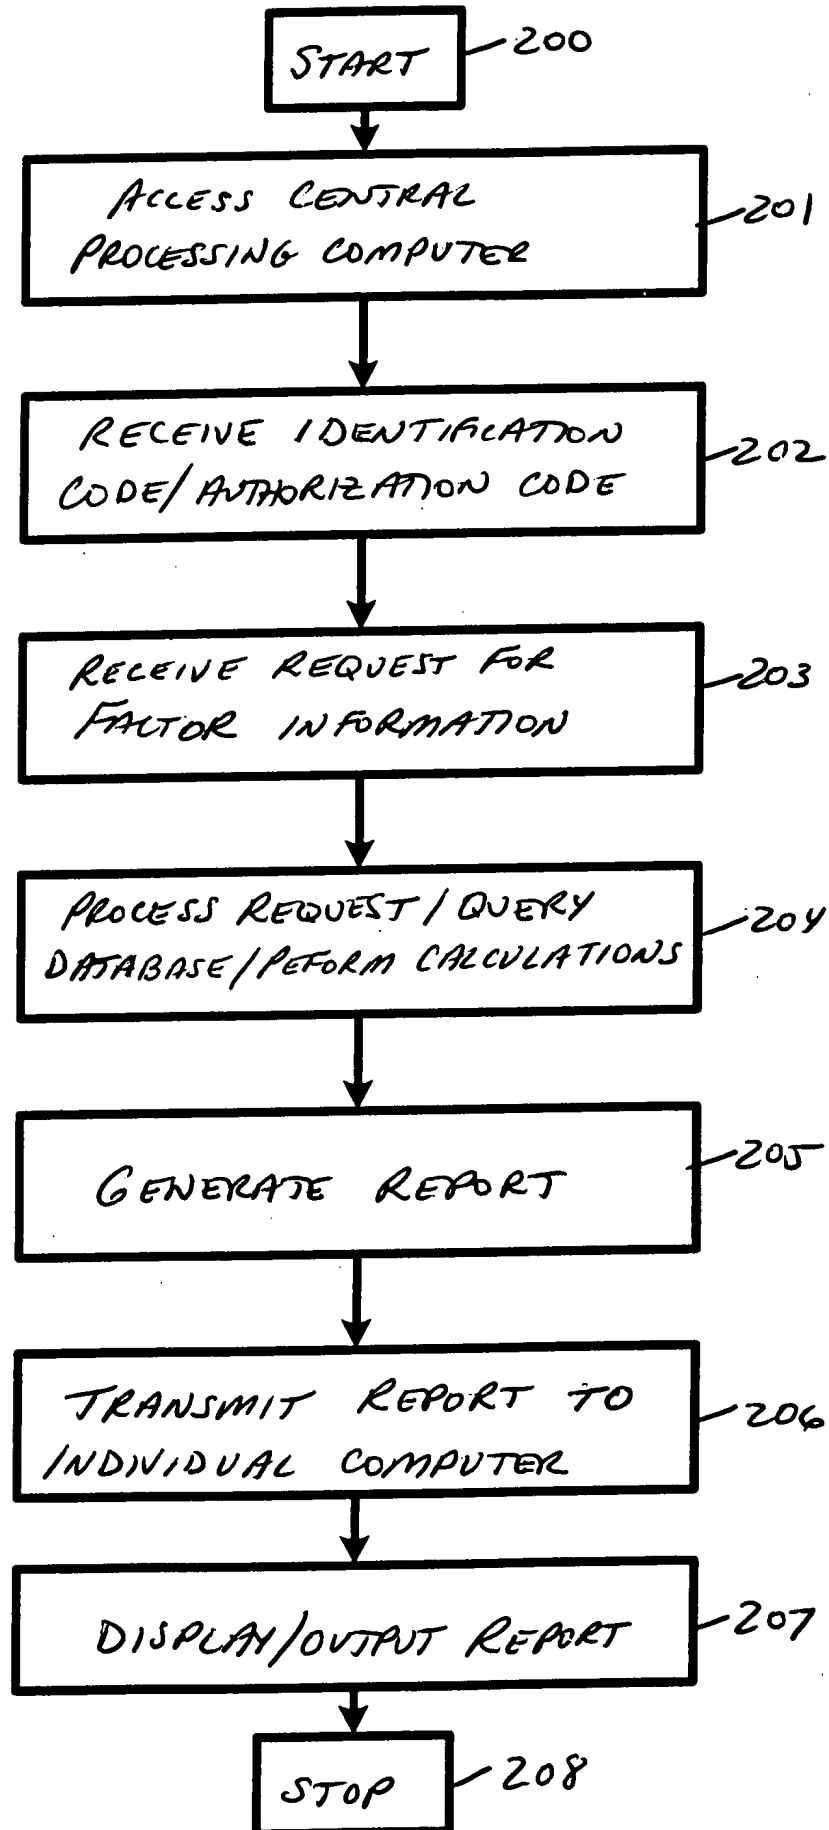 START
200
ACCESS CENTRAL
PROCESSING COMPUTER
201
RECEIVE IDENTIFICATION
CODE/AUTHORIZATION CODE
202
RECEIVE REQUEST FOR
FACTOR INFORMATION
203
PROCESS REQUEST/QUERY
DATABASE/PEFORM CALCULATIONS
204
GENERATE REPORT
205
TRANSMIT REPORT TO
INDIVIDUAL COMPUTER
206
DISPLAY/OUTPUT REPORT
207
STOP
208